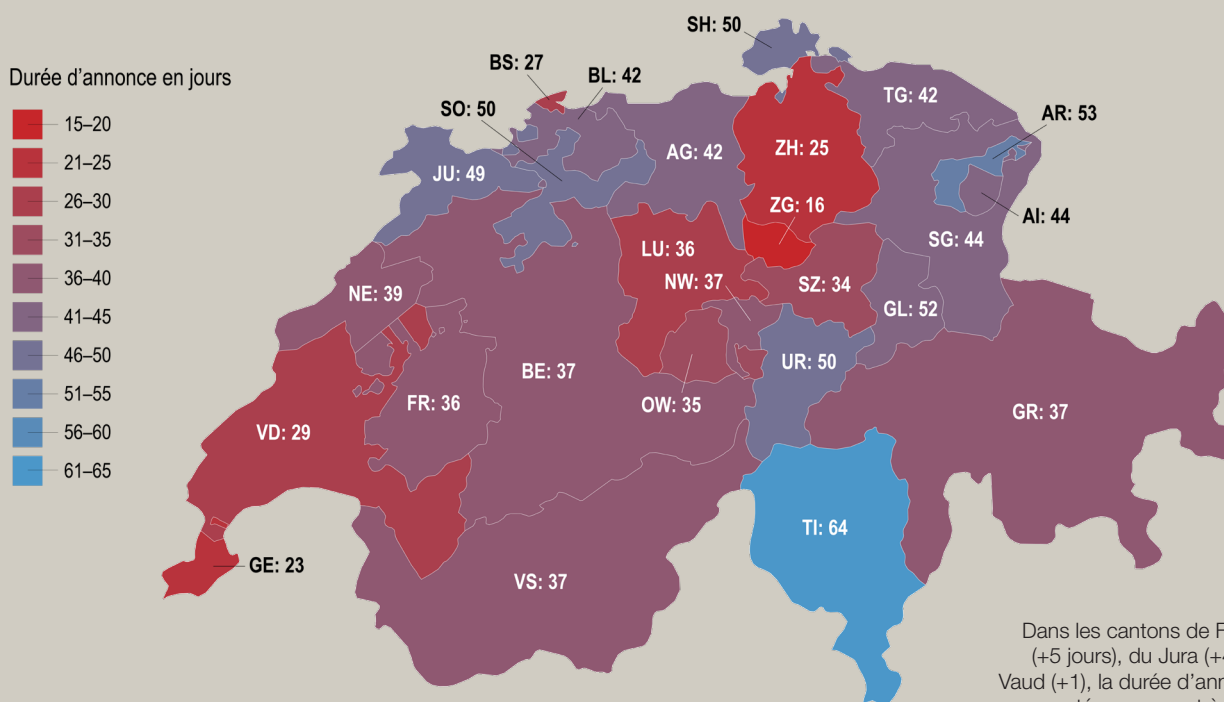 Durée d’annonce en jours
15–20
21–25
26–30
31–35
36–40
41–45
46–50
51–55
56–60
61–65
SH: 50
BS: 27
BL: 42
SO: 50
TG: 42
AR: 53
JU: 49
AG: 42
ZH: 25
ZG: 16
AI: 44
LU: 36
SG: 44
NW: 37
SZ: 34
NE: 39
GL: 52
BE: 37
UR: 50
FR: 36
OW: 35
GR: 37
VD: 29
TI: 64
GE: 23
VS: 37
Dans les cantons de
(+5 jours), du Jura
Vaud (+1), la durée